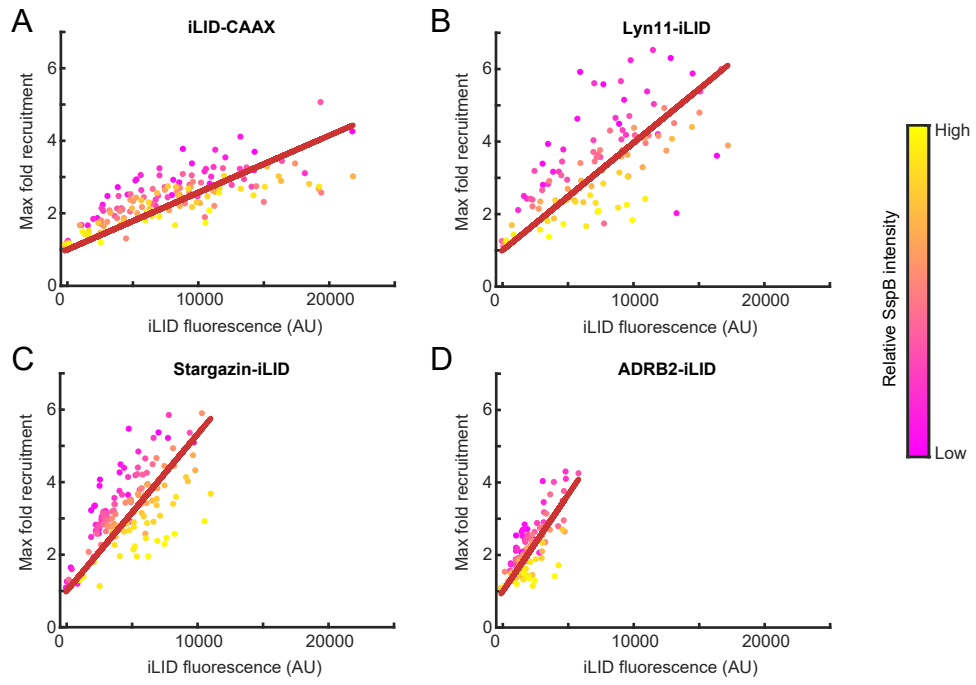 A
iLID-CAAX
Max fold recruitment
6
4
2
0
0 10000 20000
iLID fluorescence (AU)
B
Lyn11-iLID
Max fold recruitment
6
4
2
0
0 10000 20000
iLID fluorescence (AU)
C
Stargazin-iLID
Max fold recruitment
6
4
2
0
0 10000 20000
iLID fluorescence (AU)
D
ADRB2-iLID
Max fold recruitment
6
4
2
0
0 10000 20000
iLID fluorescence (AU)
High
Relative SspB intensity
Low